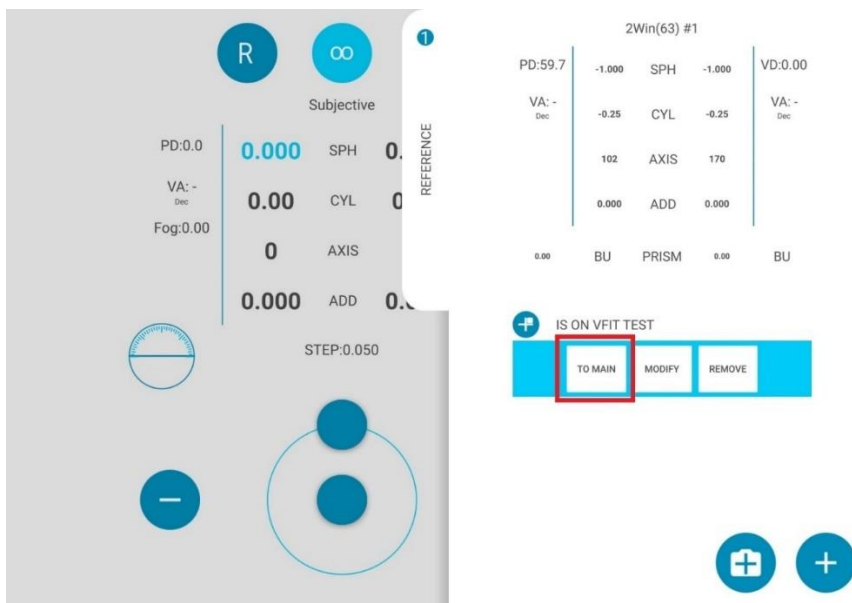 R
∞
Subjective
PD:0.0
0.000 SPH 0.
VA: -
Dec
0.00 CYL 0
Fog:0.00
0 AXIS
0.000 ADD
STEP:0.050
1
REFERENCE
2Win(63) #1
PD:59.7 -1.000 SPH -1.000 VD:0.00
VA: - -0.25 CYL -0.25 VA: -
Dec Dec
102 AXIS 170
0.000 ADD 0.000
0.00 BU PRISM 0.00 BU
IS ON VFIT TEST
TO MAIN MODIFY REMOVE